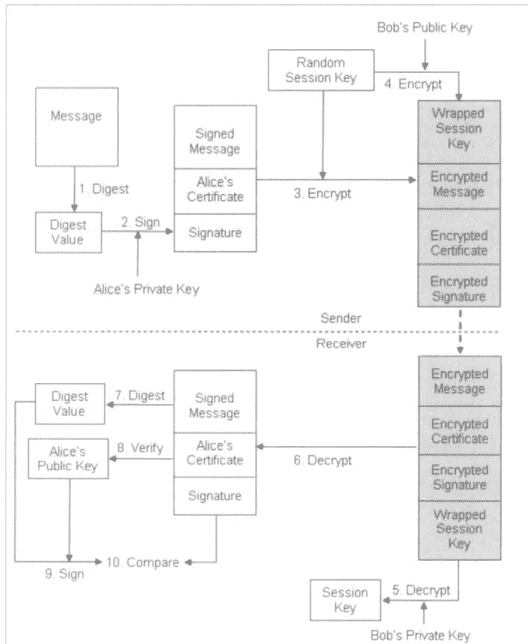 Bob's Public Key
Random
Session Key
4. Encrypt
Message
Signed
Message
Wrapped
Session
Key
1. Digest
Alice's
Certificate
3. Encrypt
Encrypted
Message
Digest
Value
2. Sign
Signature
Encrypted
Certificate
Alice's Private Key
Encrypted
Signature
Sender
Receiver
Digest
Value
7. Digest
Signed
Message
Encrypted
Message
Alice's
Public Key
8. Verify
Alice's
Certificate
6. Decrypt
Encrypted
Certificate
Signature
Encrypted
Signature
Wrapped
Session
Key
9. Sign
10. Compare
Session
Key
5. Decrypt
Bob's Private Key